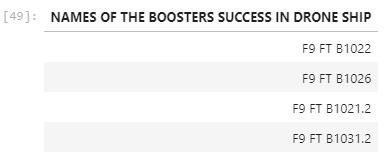 [49]: NAMES OF THE BOOSTERS SUCCESS IN DRONE SHIP
F9 FT B1022
F9 FT B1026
F9 FT B1021.2
F9 FT B1031.2